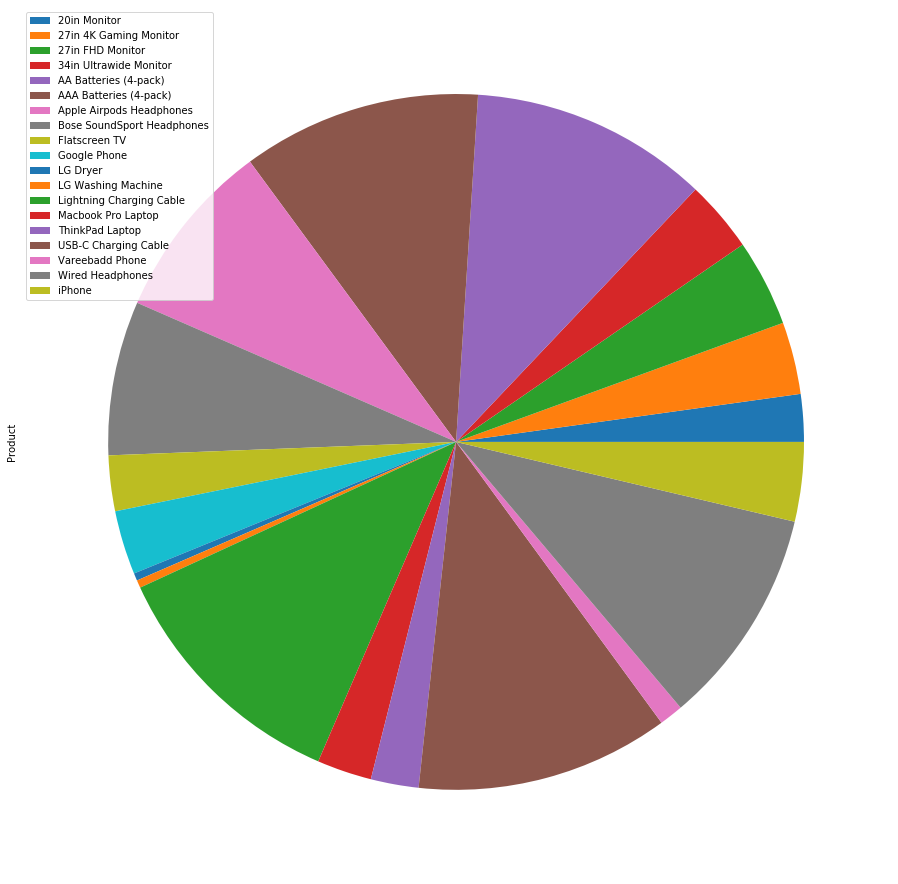 20in Monitor
27in 4K Gaming Monitor
27in FHD Monitor
34in Ultrawide Monitor
AA Batteries (4-pack)
AAA Batteries (4-pack)
Apple Airpods Headphones
Bose SoundSport Headphones
Flatscreen TV
Google Phone
LG Dryer
LG Washing Machine
Lightning Charging Cable
Macbook Pro Laptop
ThinkPad Laptop
USB-C Charging Cable
Vareebadd Phone
Wired Headphones
iPhone
Product